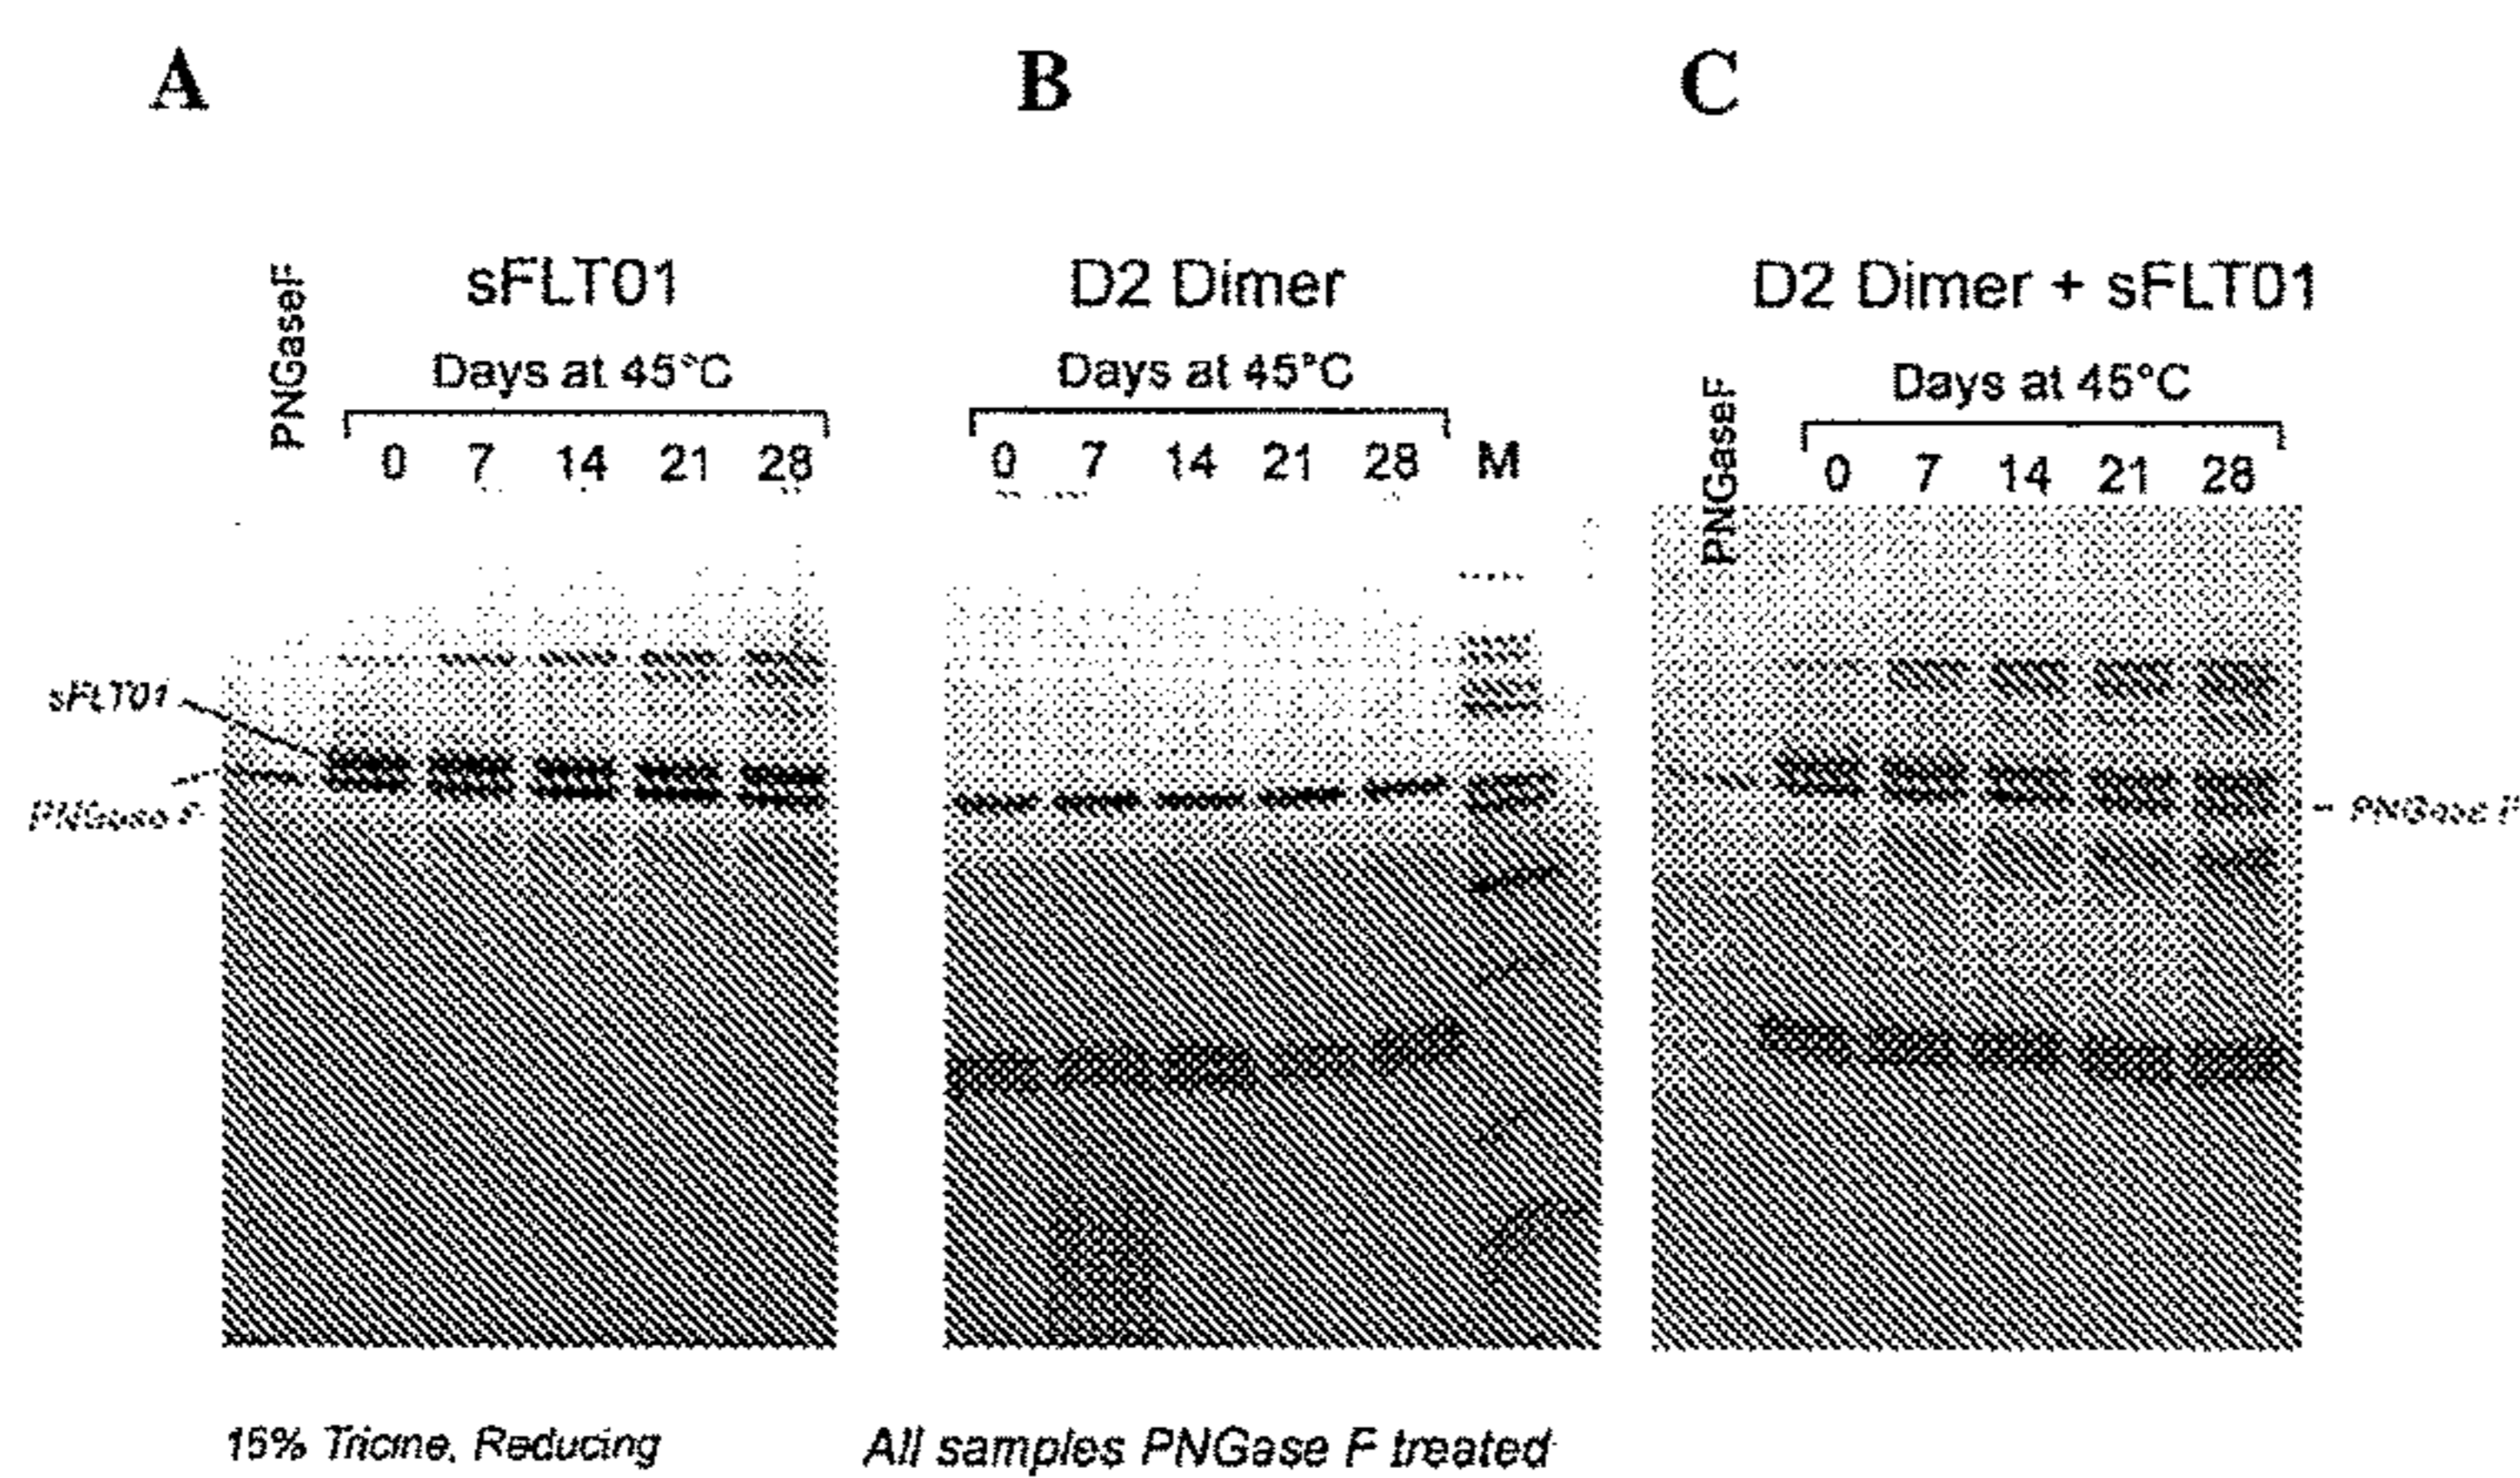 A
B
C
PNGaseF
sFLT01
Days at 45°C
0 7 14 21 28
D2 Dimer
Days at 45°C
0 7 14 21 28 M
PNGaseF
D2 Dimer + sFLT01
Days at 45°C
0 7 14 21 28
sFLT01
PNGase F
PNGase F
15% Tricine, Reducing
All samples PNGase F treated